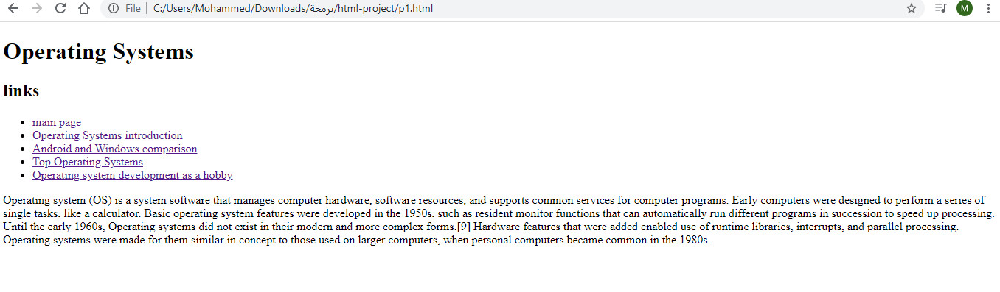 File C:/Users/Mohammed/Downloads/برمجة/html-project/p1.html M
Operating Systems
links
main page
Operating Systems introduction
Android and Windows comparison
Top Operating Systems
Operating system development as a hobby
Operating system (OS) is a system software that manages computer hardware, software resources, and supports common services for computer programs. Early computers were designed to perform a series of
single tasks, like a calculator. Basic operating system features were developed in the 1950s, such as resident monitor functions that can automatically run different programs in succession to speed up processing.
Until the early 1960s, Operating systems did not exist in their modern and more complex forms.[9] Hardware features that were added enabled use of runtime libraries, interrupts, and parallel processing.
Operating systems were made for them similar in concept to those used on larger computers, when personal computers became common in the 1980s.